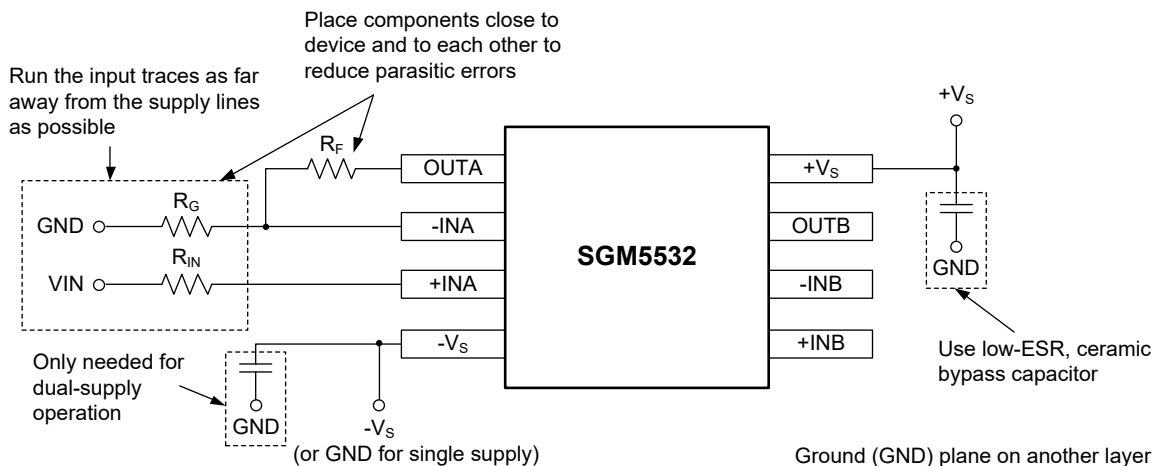 Place components close to
device and to each other to
reduce parasitic errors
Run the input traces as far
away from the supply lines
as possible
+VS
RF
OUTA
+VS
RG
GND
-INA
OUTB
SGM5532
GND
RIN
VIN
+INA
-INB
-VS
+INB
Only needed for
dual-supply
operation
GND
-VS
(or GND for single supply)
Use low-ESR, ceramic
bypass capacitor
Ground (GND) plane on another layer